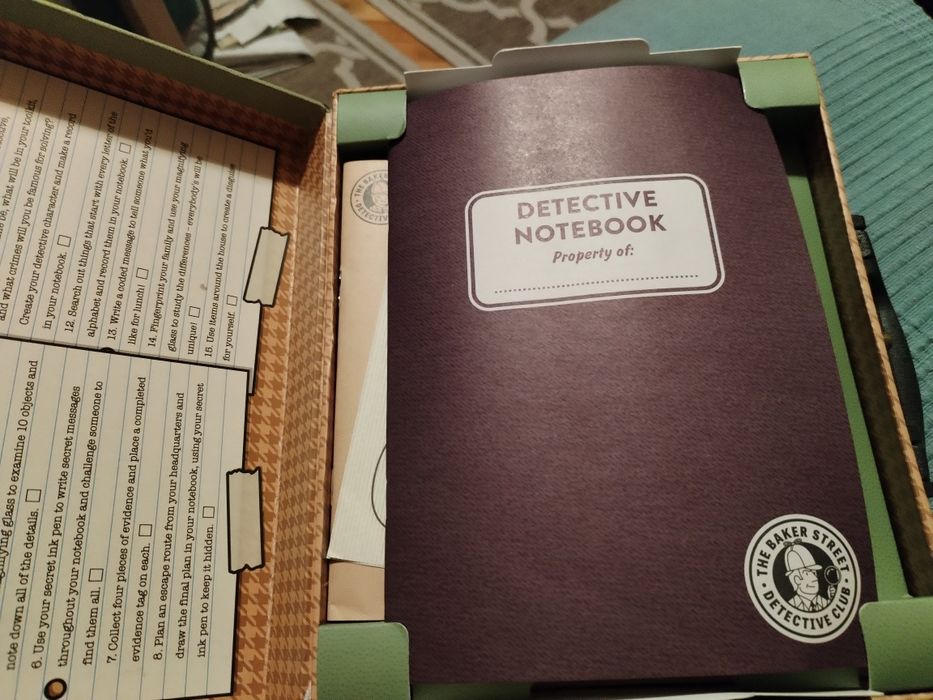 and what crimes will you be famous for solving?
Create your detective character and make a record
in your notebook.
12. Search out things that start with every letter of the
alphabet and record them in your notebook.
13. Write a coded message to tell someone what you'd
like for lunch!
14. Fingerprint your family and use your magnifying
glass to study the differences - everybody's will be
unique!
15. Use items around the house to create a disguise
for yourself.
glass to examine 10 objects and
note down all of the details.
6. Use your secret ink pen to write secret messages
throughout your notebook and challenge someone to
find them all.
7. Collect four pieces of evidence and place a completed
evidence tag on each.
8. Plan an escape route from your headquarters and
draw the final plan in your notebook, using your secret
ink pen to keep it hidden.
THE BAKER
DETECTIVE
DETECTIVE
NOTEBOOK
Property of:
THE BAKER STREET
DETECTIVE CLUB